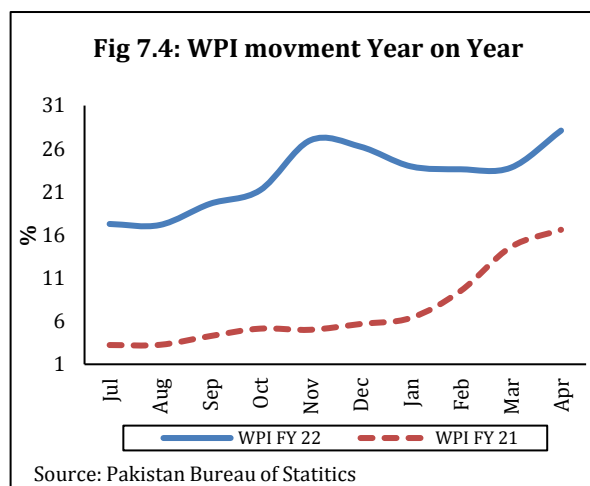 Fig 7.4: WPI movment Year on Year
31
26
21
16
11
6
1
%
Jul
Aug
Sep
Oct
Nov
Dec
Jan
Feb
Mar
Apr
WPI FY 22 WPI FY 21
Source: Pakistan Bureau of Statitics